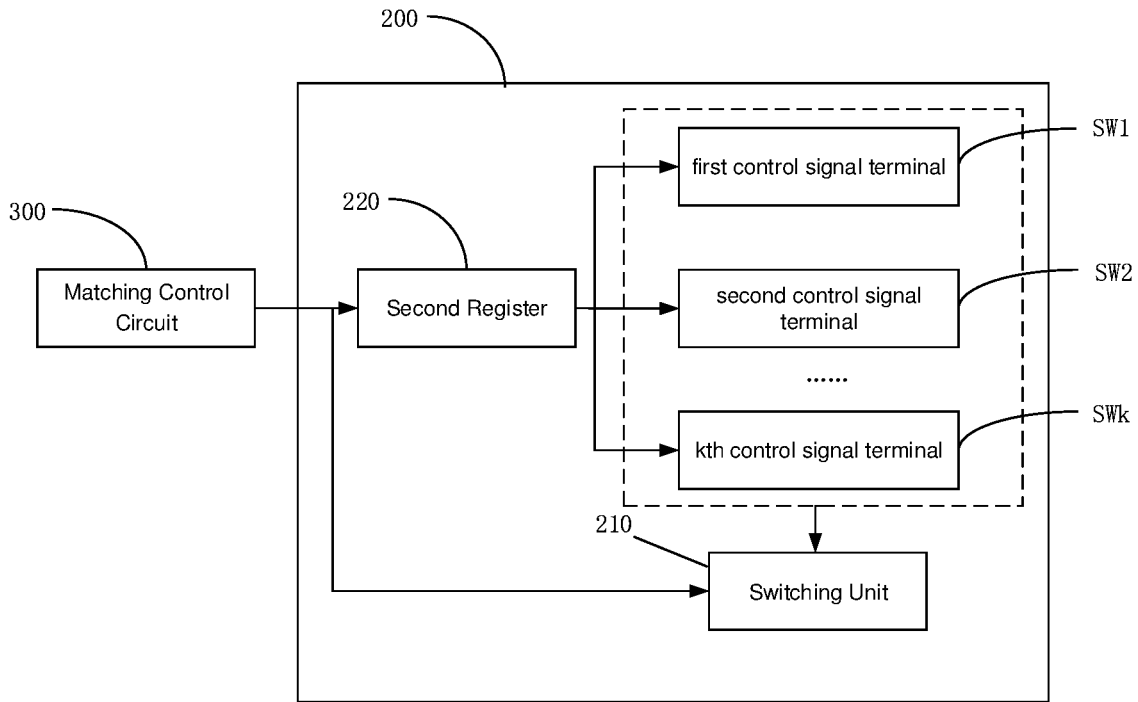 200
first control signal terminal
SW1
300
220
Matching Control
Circuit
Second Register
second control signal
terminal
SW2
......
kth control signal terminal
SWk
210
Switching Unit